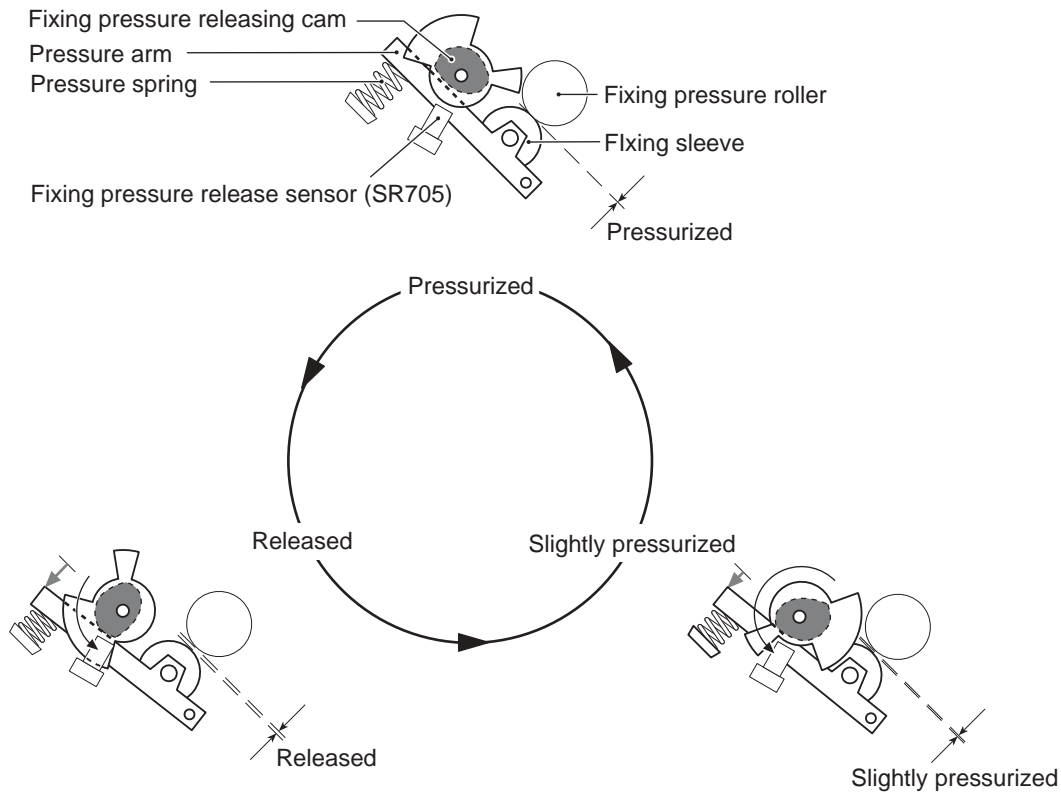 Fixing pressure releasing cam
Pressure arm
Pressure spring
Fixing pressure roller
FIxing sleeve
Fixing pressure release sensor (SR705)
Pressurized
Pressurized
Released
Slightly pressurized
Released
Slightly pressurized